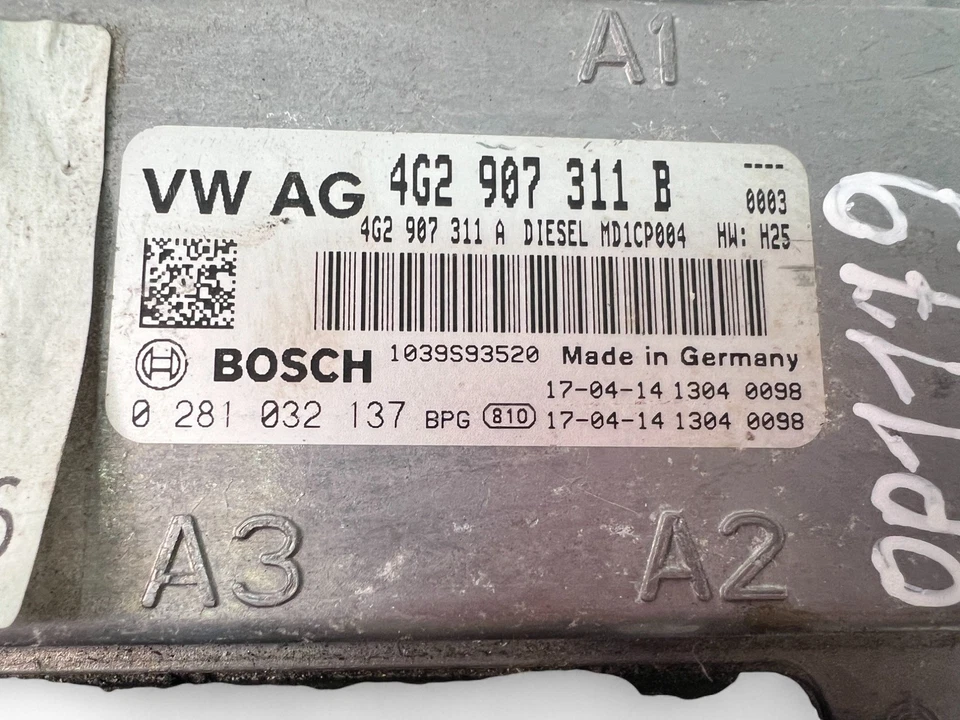 A1
VW AG 4G2 907 311 B ----
0003
4G2 907 311 A DIESEL MD1CP004 HW: H25
BOSCH 1039S93520 Made in Germany
17-04-14 1304 0098
0 281 032 137 BPG 810 17-04-14 1304 0098
A3 A2